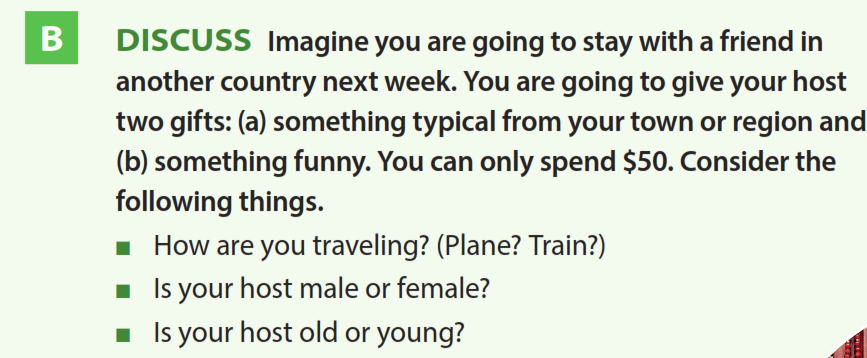 B
DISCUSS Imagine you are going to stay with a friend in
another country next week. You are going to give your host
two gifts: (a) something typical from your town or region and
(b) something funny. You can only spend $50. Consider the
following things.
■ How are you traveling? (Plane? Train?)
■ Is your host male or female?
■ Is your host old or young?